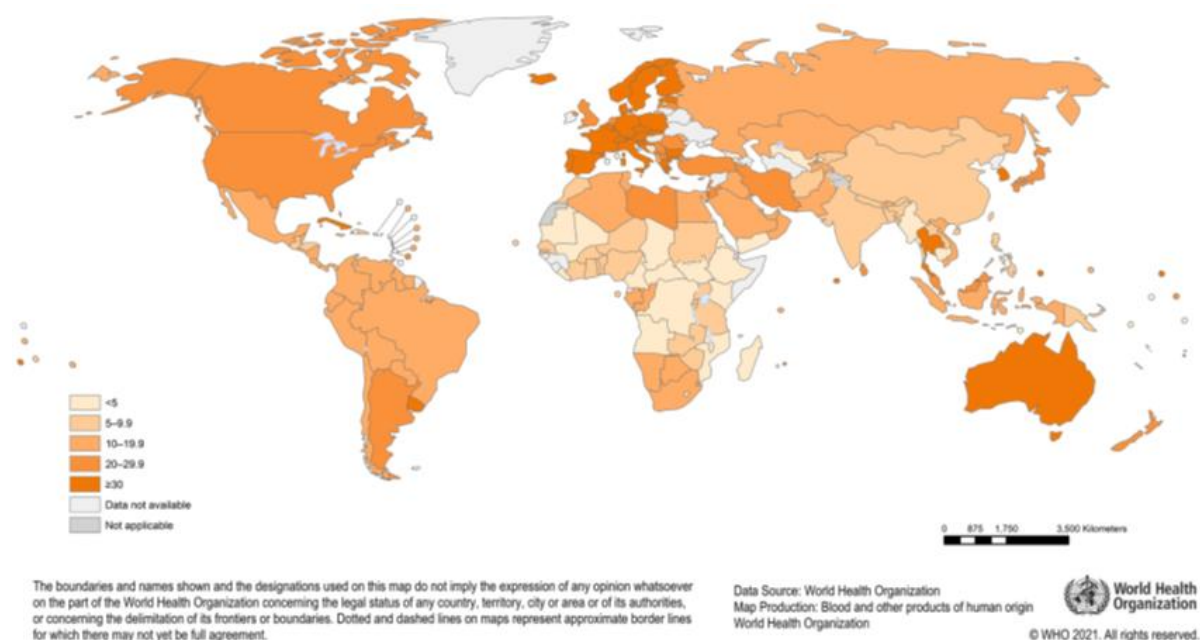 <5
5–9.9
10–19.9
20–29.9
≥30
Data not available
Not applicable
0 875 1,750 3,500 Kilometers
The boundaries and names shown and the designations used on this map do not imply the expression of any opinion whatsoever
on the part of the World Health Organization concerning the legal status of any country, territory, city or area or of its authorities,
or concerning the delimitation of its frontiers or boundaries. Dotted and dashed lines on maps represent approximate border lines
for which there may not yet be full agreement.
Data Source: World Health Organization
Map Production: Blood and other products of human origin
World Health Organization
World Health
Organization
© WHO 2021. All rights reserved.